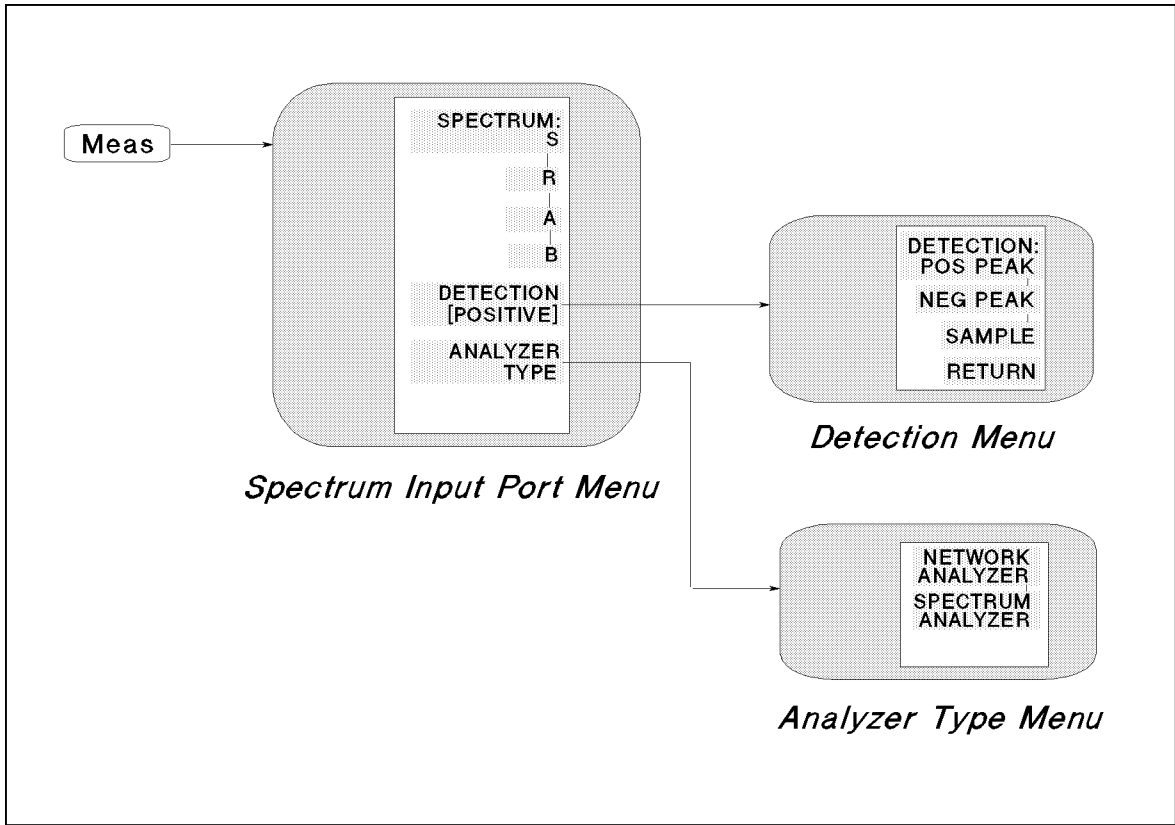 Meas
SPECTRUM:
S
R
A
B
DETECTION
[POSITIVE]
ANALYZER
TYPE
Spectrum Input Port Menu
DETECTION:
POS PEAK
NEG PEAK
SAMPLE
RETURN
Detection Menu
NETWORK
ANALYZER
SPECTRUM
ANALYZER
Analyzer Type Menu